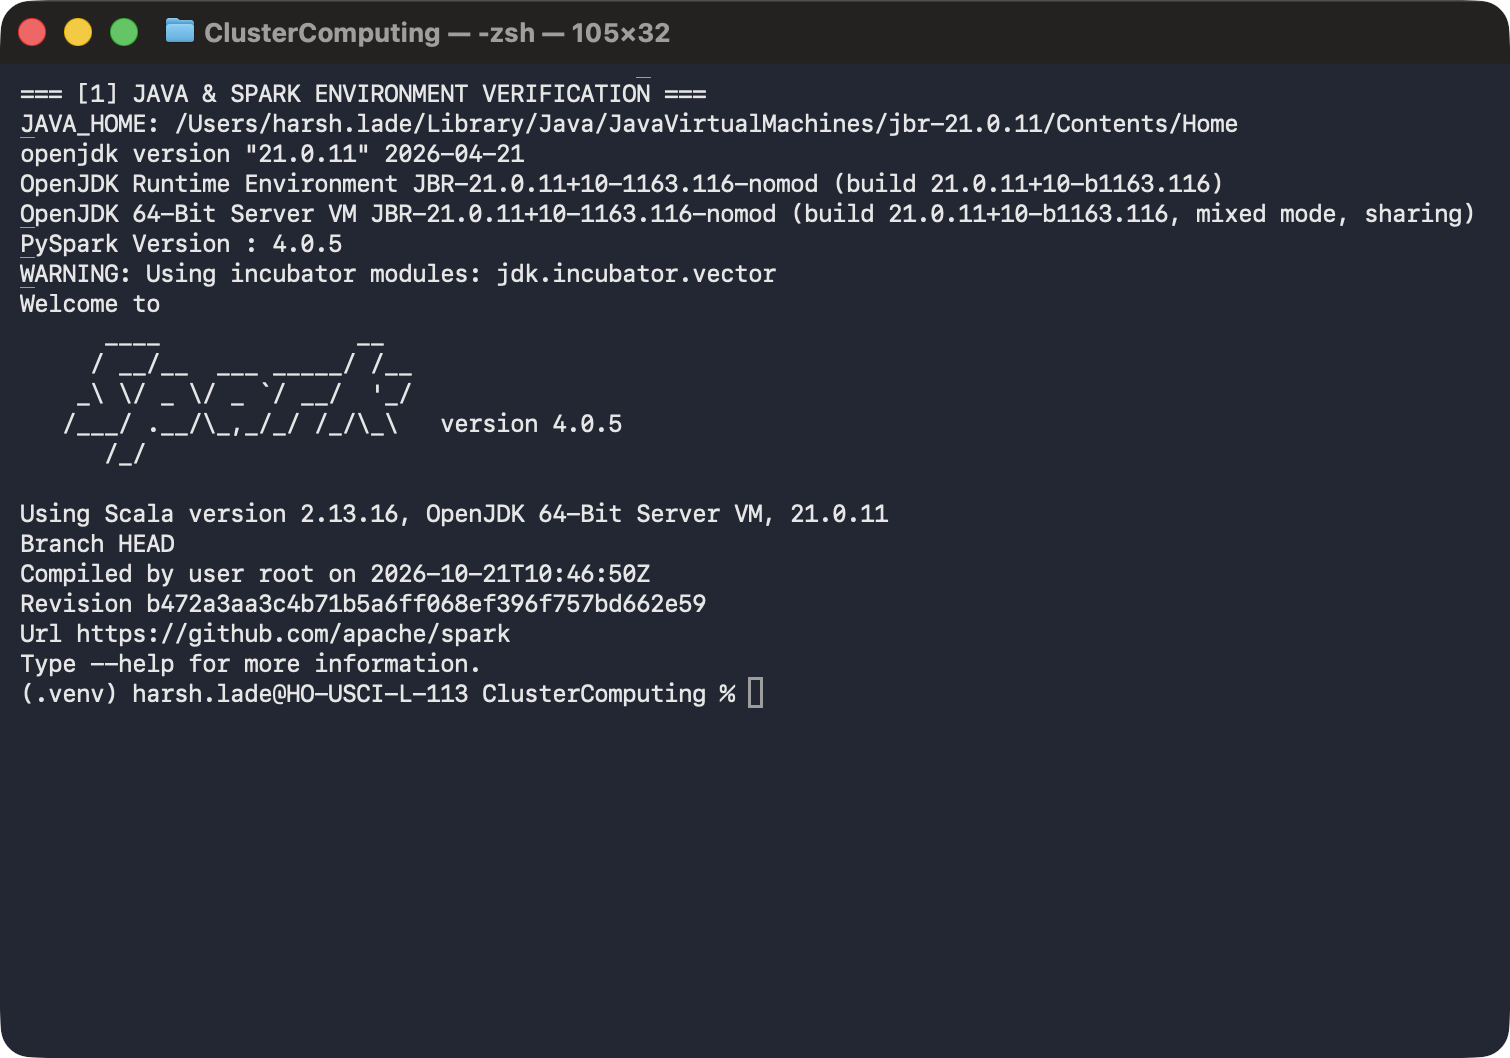 ClusterComputing — -zsh — 105×32
=== [1] JAVA & SPARK ENVIRONMENT VERIFICATION ===
JAVA_HOME: /Users/harsh.lade/Library/Java/JavaVirtualMachines/jbr-21.0.11/Contents/Home
openjdk version "21.0.11" 2026-04-21
OpenJDK Runtime Environment JBR-21.0.11+10-1163.116-nomod (build 21.0.11+10-b1163.116)
OpenJDK 64-Bit Server VM JBR-21.0.11+10-1163.116-nomod (build 21.0.11+10-b1163.116, mixed mode, sharing)
PySpark Version : 4.0.5
WARNING: Using incubator modules: jdk.incubator.vector
Welcome to
      ____              __
     / __/__  ___ _____/ /__
    _\ \/ _ \/ _ `/ __/  '_/
   /___/ .__/\_,_/_/ /_/\_\   version 4.0.5
      /_/
Using Scala version 2.13.16, OpenJDK 64-Bit Server VM, 21.0.11
Branch HEAD
Compiled by user root on 2026-10-21T10:46:50Z
Revision b472a3aa3c4b71b5a6ff068ef396f757bd662e59
Url https://github.com/apache/spark
Type --help for more information.
(.venv) harsh.lade@HO-USCI-L-113 ClusterComputing %